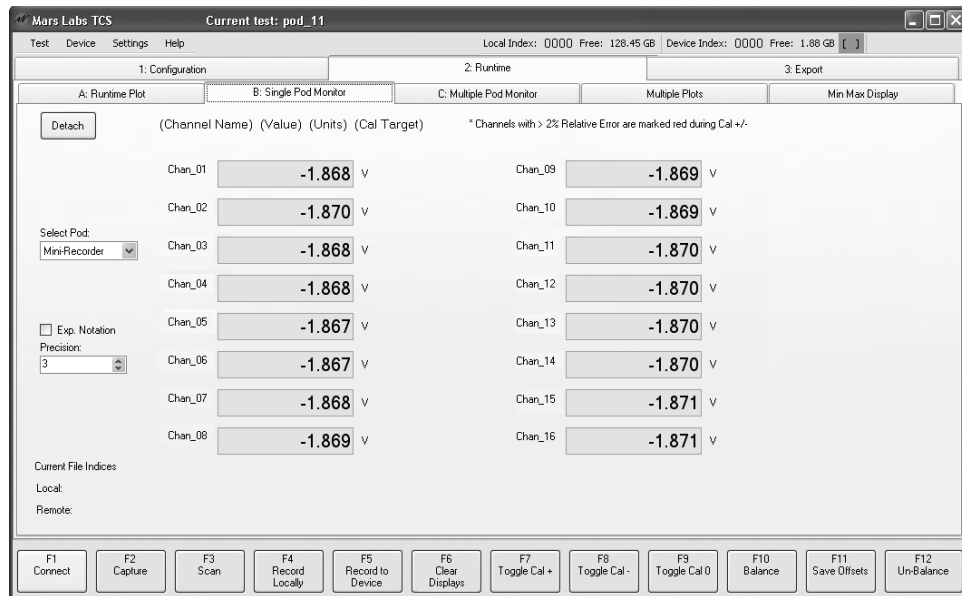 Mars Labs TCS Current test: pod_11
Test Device Settings Help Local Index: 0000 Free: 128.45 GB Device Index: 0000 Free: 1.88 GB [ ]
1: Configuration 2: Runtime 3: Export
A: Runtime Plot B: Single Pod Monitor C: Multiple Pod Monitor Multiple Plots Min Max Display
Detach (Channel Name) (Value) (Units) (Cal Target) * Channels with > 2% Relative Error are marked red during Cal +/-
Chan_01 -1.868 V Chan_09 -1.869 V
Chan_02 -1.870 V Chan_10 -1.869 V
Select Pod:
Mini-Recorder Chan_03 -1.868 V Chan_11 -1.870 V
Chan_04 -1.868 V Chan_12 -1.870 V
Exp. Notation Chan_05 -1.867 V Chan_13 -1.870 V
Precision:
3 Chan_06 -1.867 V Chan_14 -1.870 V
Chan_07 -1.868 V Chan_15 -1.871 V
Chan_08 -1.869 V Chan_16 -1.871 V
Current File Indices
Local:
Remote:
F1 Connect F2 Capture F3 Scan F4 Record Locally F5 Record to Device F6 Clear Displays F7 Toggle Cal + F8 Toggle Cal - F9 Toggle Cal 0 F10 Balance F11 Save Offsets F12 Un-Balance